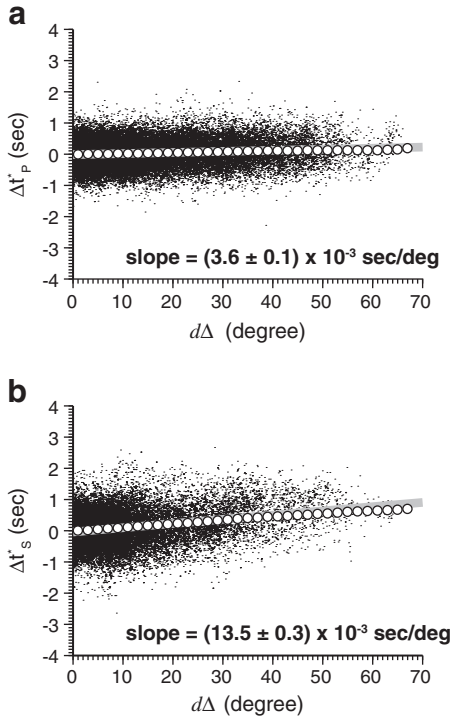 a
4
3
2
1
0
-1
-2
-3
-4
Δt*P (sec)
slope = (3.6 ± 0.1) x 10-3 sec/deg
0 10 20 30 40 50 60 70
dΔ (degree)
b
4
3
2
1
0
-1
-2
-3
-4
Δt*S (sec)
slope = (13.5 ± 0.3) x 10-3 sec/deg
0 10 20 30 40 50 60 70
dΔ (degree)